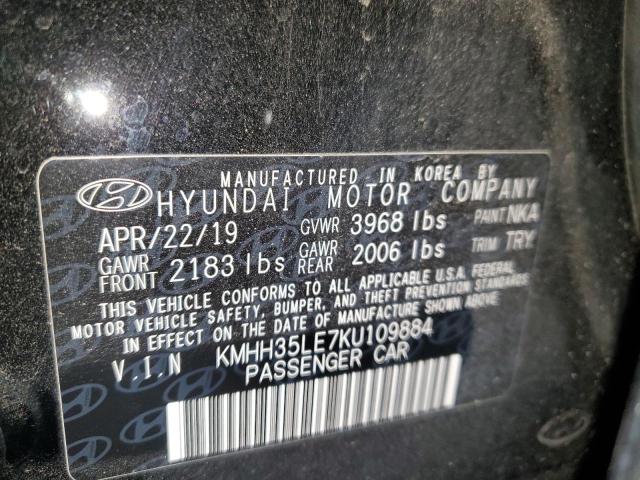 MANUFACTURED IN KOREA BY
HYUNDAI MOTOR COMPANY
APR/22/19 GVWR 3968 lbs PAINT NKA
GAWR FRONT 2183 lbs GAWR REAR 2006 lbs TRIM TRY
THIS VEHICLE CONFORMS TO ALL APPLICABLE U.S.A. FEDERAL
MOTOR VEHICLE SAFETY, BUMPER, AND THEFT PREVENTION STANDARDS
IN EFFECT ON THE DATE OF MANUFACTURE SHOWN ABOVE.
V.I.N KMHH35LE7KU109884
PASSENGER CAR